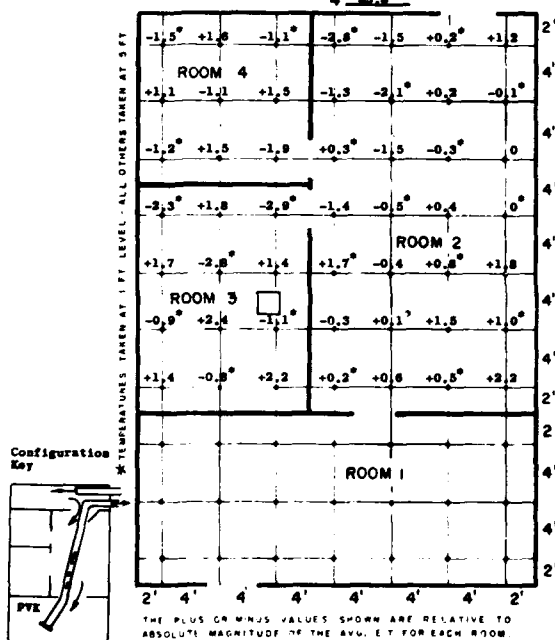 2'
-1.5* +1.6 -1.1* -2.8* -1.5 +0.2* +1.2
ROOM 4
4'
+1.1 -1.1 +1.5 -1.3 -2.1* +0.2 -0.1*
4'
-1.2* +1.5 -1.9 +0.3* -1.5 -0.3* 0
4'
-2.3* +1.8 -2.9* -1.4 -0.5* +0.4 0*
ROOM 2
4'
+1.7 -2.8* +1.4 +1.7* -0.4 +0.8* +1.8
ROOM 3
4'
-0.9* +2.4 -1.1* -0.3 +0.1* +1.5 +1.0*
4'
+1.4 -0.8* +2.2 +0.2* +0.6 +0.5* +2.2
2'
2'
ROOM 1
4'
4'
2'
2' 4' 4' 4' 4' 4' 2'
* TEMPERATURES TAKEN AT 1 FT LEVEL - ALL OTHERS TAKEN AT 5 FT
Configuration
Key
PVK
THE PLUS OR MINUS VALUES SHOWN ARE RELATIVE TO
ABSOLUTE MAGNITUDE OF THE AVG. ET FOR EACH ROOM.